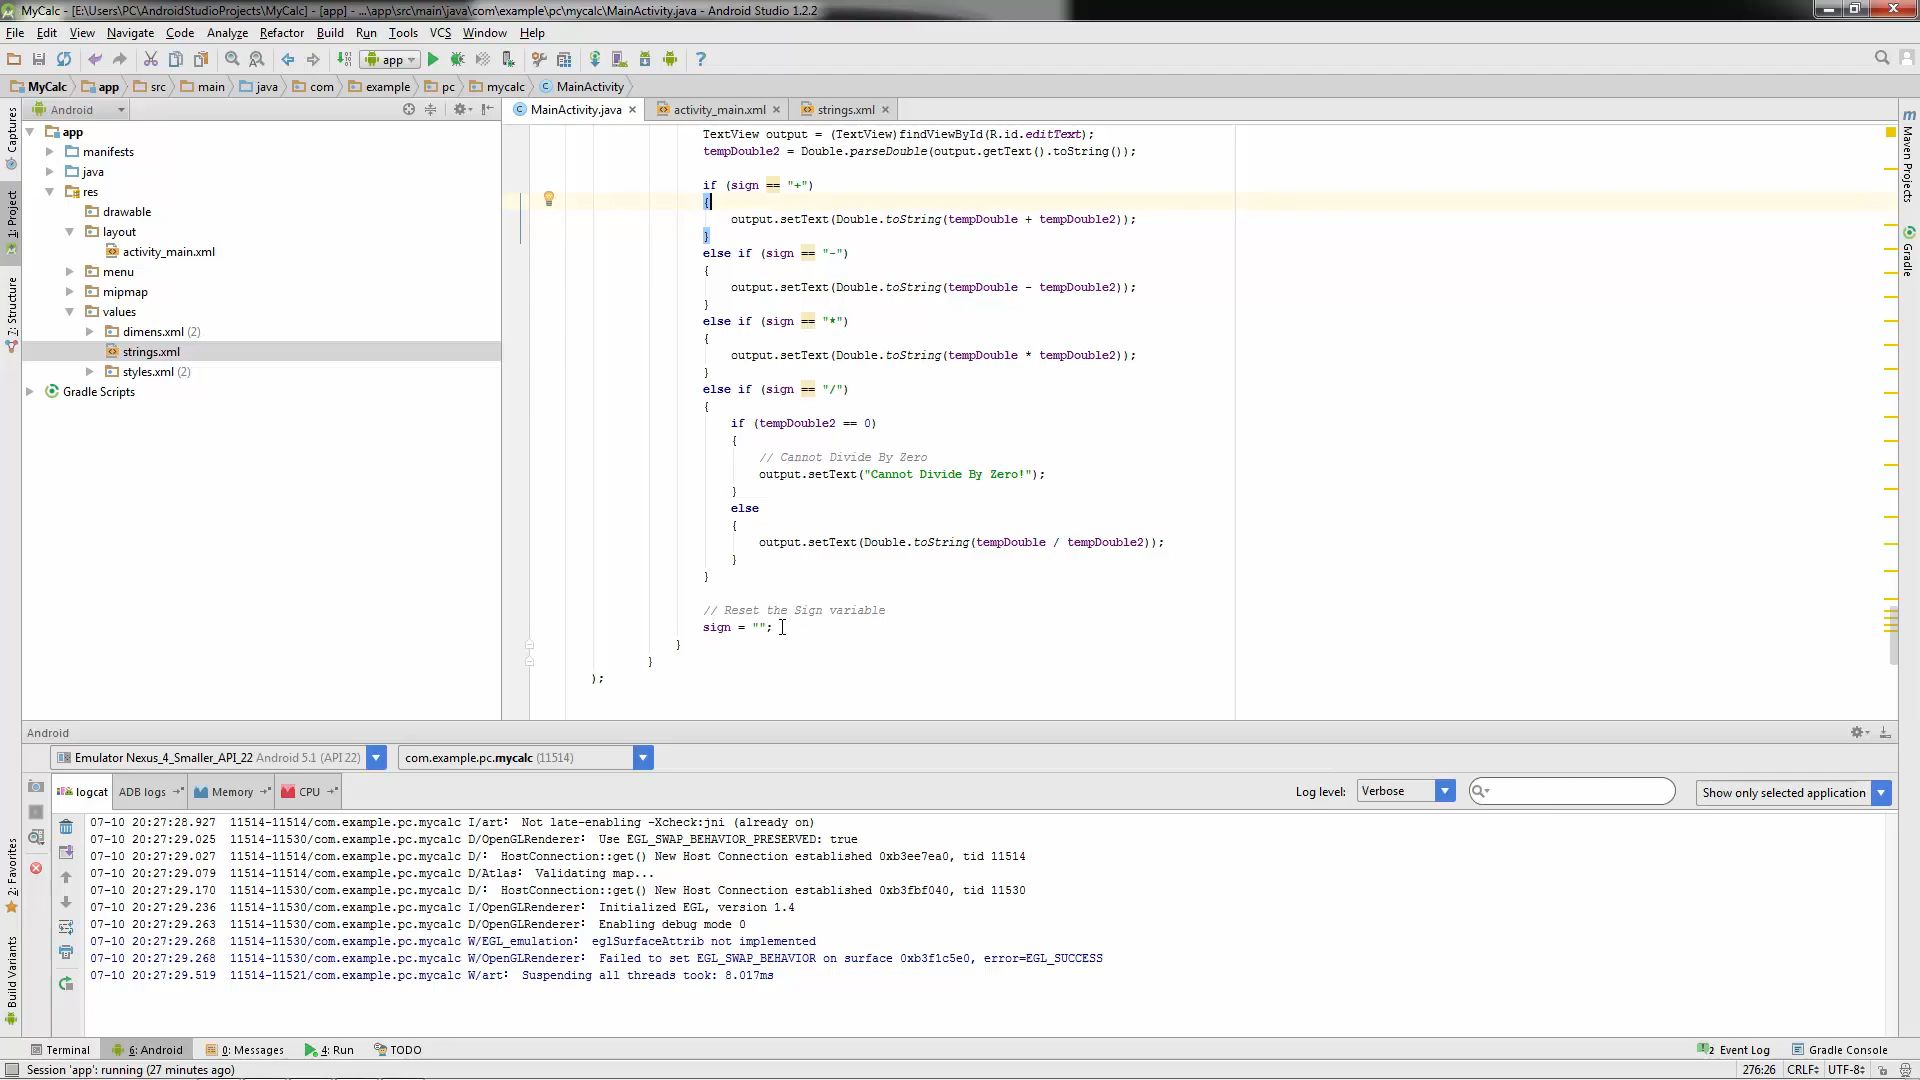 MyCalc - [E:\Users\PC\AndroidStudioProjects\MyCalc] - [app] - ...\app\src\main\java\com\example\pc\mycalc\MainActivity.java - Android Studio 1.2.2
File Edit View Navigate Code Analyze Refactor Build Run Tools VCS Window Help
app
MyCalc app src main java com example pc mycalc MainActivity
Android
MainActivity.java activity_main.xml strings.xml
Captures
1: Project
7: Structure
2: Favorites
Build Variants
app
manifests
java
res
drawable
layout
activity_main.xml
menu
mipmap
values
dimens.xml (2)
strings.xml
styles.xml (2)
Gradle Scripts
TextView output = (TextView)findViewById(R.id.editText);
tempDouble2 = Double.parseDouble(output.getText().toString());
if (sign == "+")
{
output.setText(Double.toString(tempDouble + tempDouble2));
}
else if (sign == "-")
{
output.setText(Double.toString(tempDouble - tempDouble2));
}
else if (sign == "*")
{
output.setText(Double.toString(tempDouble * tempDouble2));
}
else if (sign == "/")
{
if (tempDouble2 == 0)
{
// Cannot Divide By Zero
output.setText("Cannot Divide By Zero!");
}
else
{
output.setText(Double.toString(tempDouble / tempDouble2));
}
}
// Reset the Sign variable
sign = "";
}
}
);
Maven Projects
Gradle
Android
Emulator Nexus_4_Smaller_API_22 Android 5.1 (API 22) com.example.pc.mycalc (11514)
logcat ADB logs Memory CPU Log level: Verbose Show only selected application
07-10 20:27:28.927 11514-11514/com.example.pc.mycalc I/art: Not late-enabling -Xcheck:jni (already on)
07-10 20:27:29.025 11514-11530/com.example.pc.mycalc D/OpenGLRenderer: Use EGL_SWAP_BEHAVIOR_PRESERVED: true
07-10 20:27:29.027 11514-11514/com.example.pc.mycalc D/: HostConnection::get() New Host Connection established 0xb3ee7ea0, tid 11514
07-10 20:27:29.079 11514-11514/com.example.pc.mycalc D/Atlas: Validating map...
07-10 20:27:29.170 11514-11530/com.example.pc.mycalc D/: HostConnection::get() New Host Connection established 0xb3fbf040, tid 11530
07-10 20:27:29.236 11514-11530/com.example.pc.mycalc I/OpenGLRenderer: Initialized EGL, version 1.4
07-10 20:27:29.263 11514-11530/com.example.pc.mycalc D/OpenGLRenderer: Enabling debug mode 0
07-10 20:27:29.268 11514-11530/com.example.pc.mycalc W/EGL_emulation: eglSurfaceAttrib not implemented
07-10 20:27:29.268 11514-11530/com.example.pc.mycalc W/OpenGLRenderer: Failed to set EGL_SWAP_BEHAVIOR on surface 0xb3f1c5e0, error=EGL_SUCCESS
07-10 20:27:29.519 11514-11521/com.example.pc.mycalc W/art: Suspending all threads took: 8.017ms
Terminal 6: Android 0: Messages 4: Run TODO 2 Event Log Gradle Console
Session 'app': running (27 minutes ago) 276:26 CRLF UTF-8